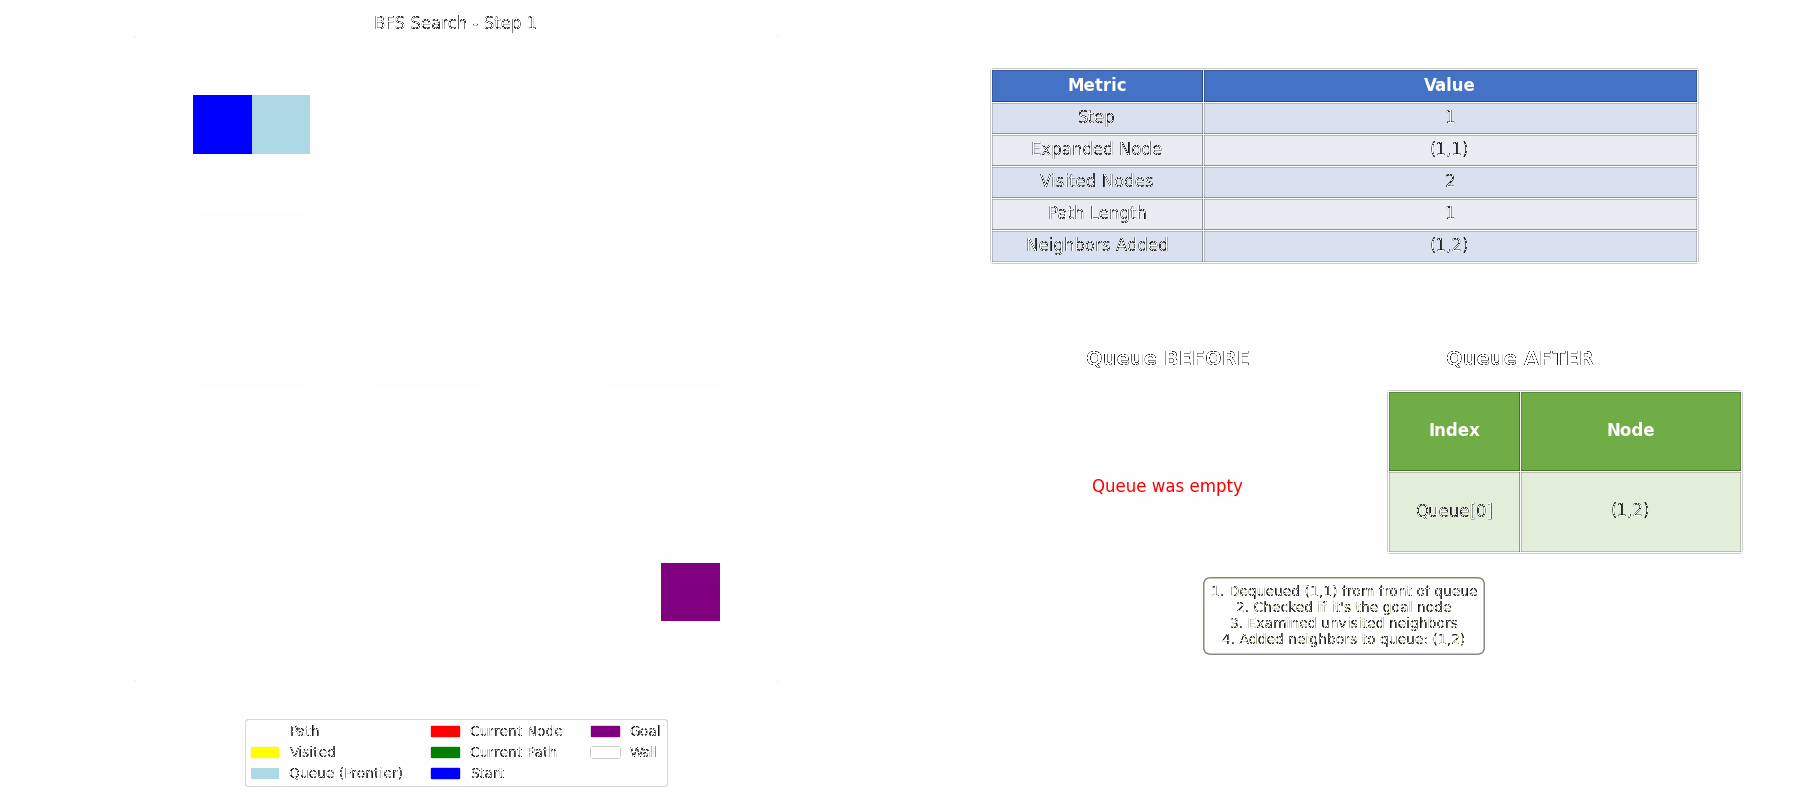 BFS Search - Step 1
Metric Value
Step 1
Expanded Node (1,1)
Visited Nodes 2
Path Length 1
Neighbors Added (1,2)
Queue BEFORE
Queue was empty
Queue AFTER
Index Node
Queue[0] (1,2)
1. Dequeued (1,1) from front of queue
2. Checked if it's the goal node
3. Examined unvisited neighbors
4. Added neighbors to queue: (1,2)
Path
Visited
Queue (Frontier)
Current Node
Current Path
Start
Goal
Wall